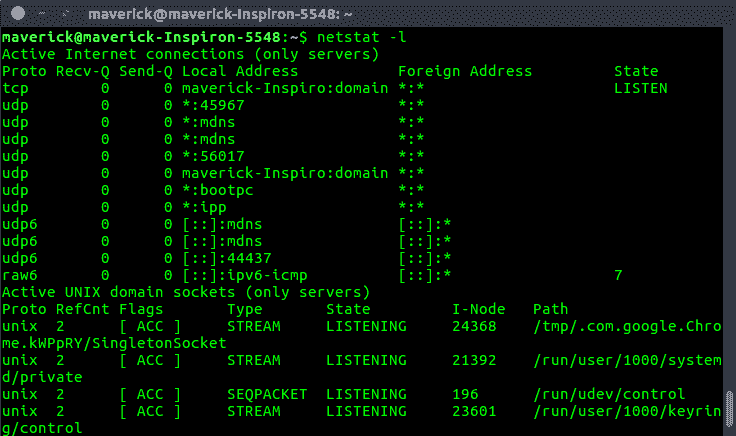 maverick@maverick-Inspiron-5548: ~
maverick@maverick-Inspiron-5548:~$ netstat -l
Active Internet connections (only servers)
Proto Recv-Q Send-Q Local Address           Foreign Address         State
tcp        0      0 maverick-Inspiro:domain *:*                     LISTEN
udp        0      0 *:45967                 *:*
udp        0      0 *:mdns                  *:*
udp        0      0 *:mdns                  *:*
udp        0      0 *:56017                 *:*
udp        0      0 maverick-Inspiro:domain *:*
udp        0      0 *:bootpc                *:*
udp        0      0 *:ipp                   *:*
udp6       0      0 [::]:mdns               [::]:*
udp6       0      0 [::]:mdns               [::]:*
udp6       0      0 [::]:44437              [::]:*
raw6       0      0 [::]:ipv6-icmp          [::]:*                  7
Active UNIX domain sockets (only servers)
Proto RefCnt Flags       Type       State         I-Node   Path
unix  2      [ ACC ]     STREAM     LISTENING     24368    /tmp/.com.google.Chro
me.kWPpRY/SingletonSocket
unix  2      [ ACC ]     STREAM     LISTENING     21392    /run/user/1000/system
d/private
unix  2      [ ACC ]     SEQPACKET  LISTENING     196      /run/udev/control
unix  2      [ ACC ]     STREAM     LISTENING     23601    /run/user/1000/keyrin
g/control